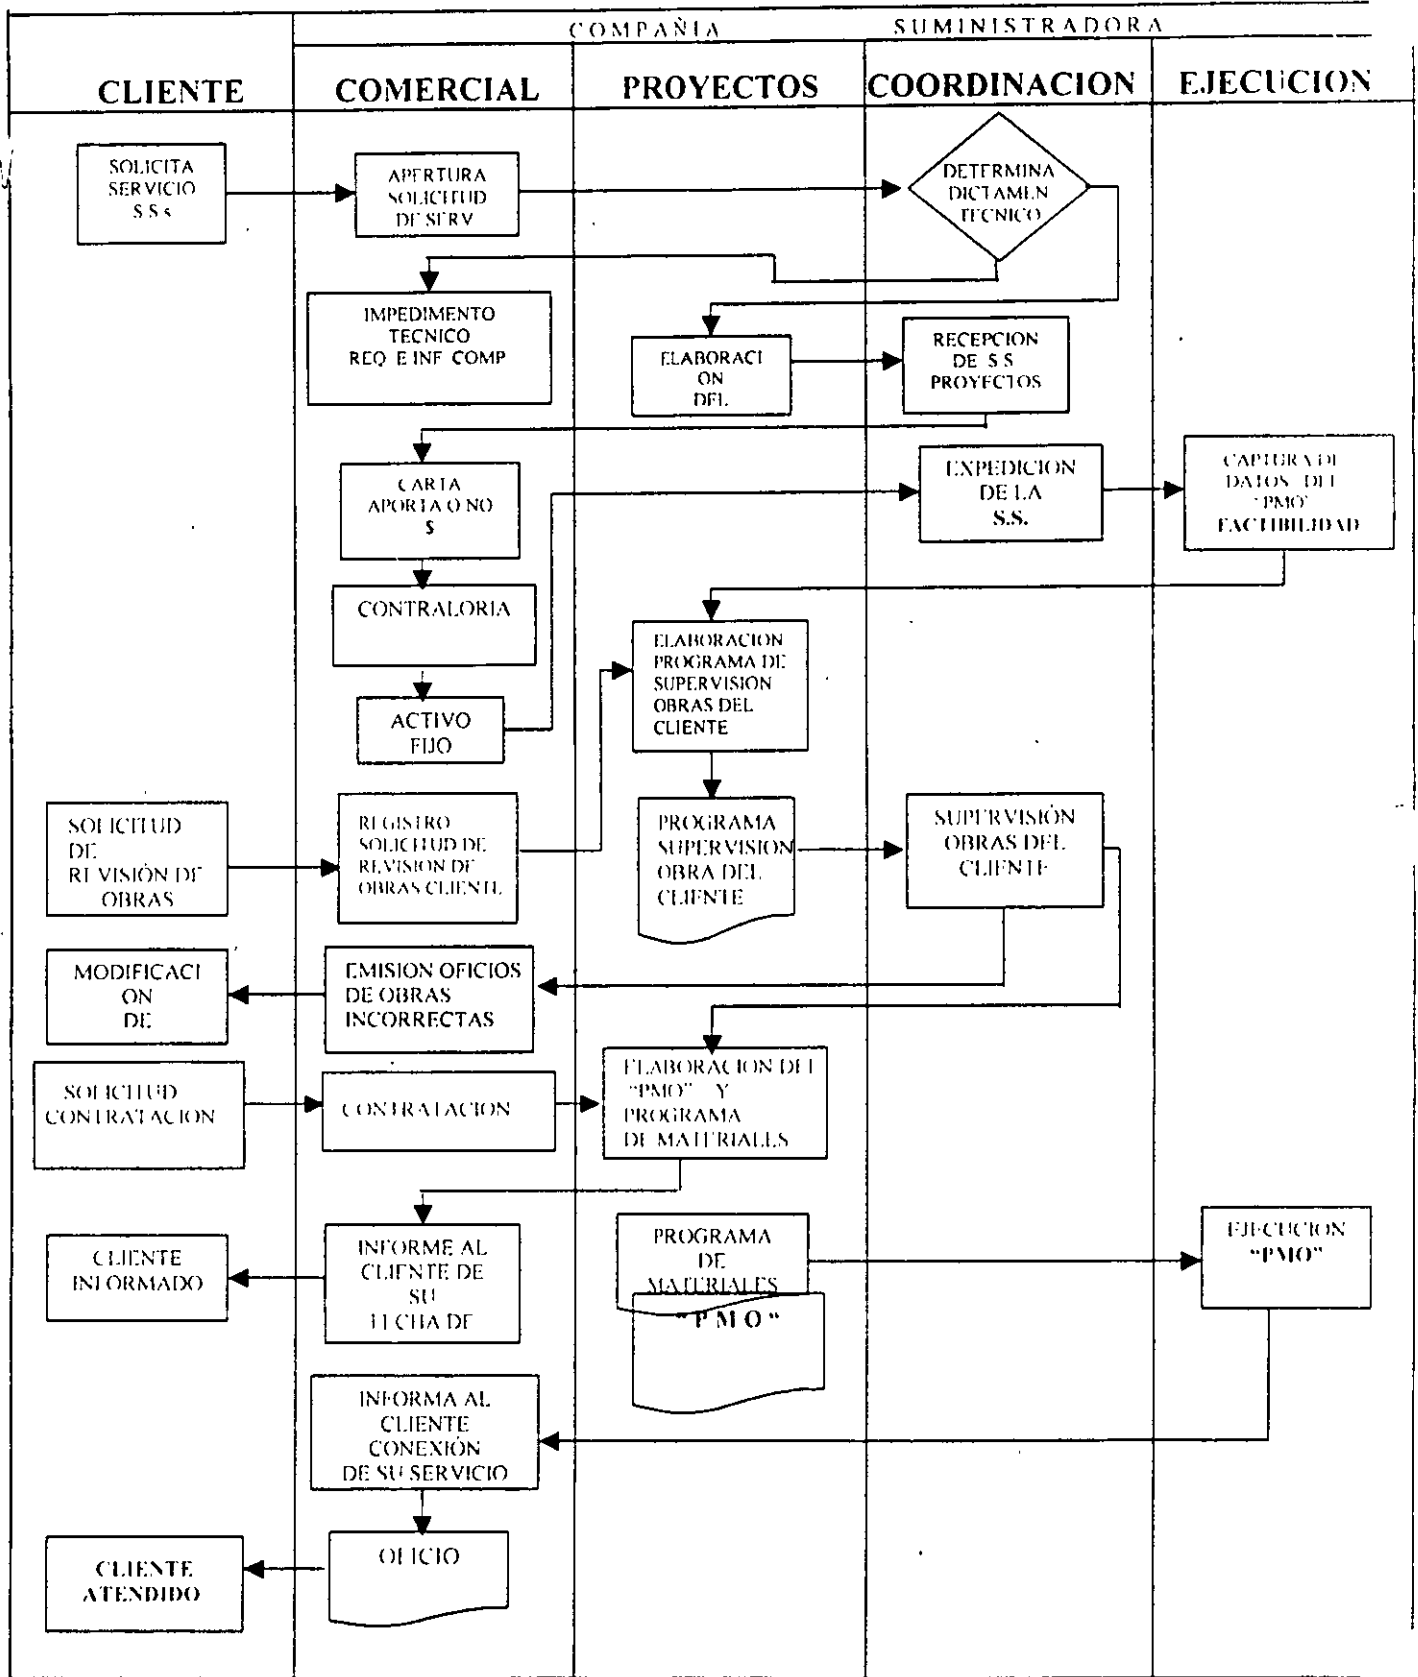 COMPAÑIA SUMINISTRADORA
CLIENTE COMERCIAL PROYECTOS COORDINACION EJECUCION
SOLICITA
SERVICIO
S S s
APERTURA
SOLICITUD
DE SERV
DETERMINA
DICTAMEN
TECNICO
IMPEDIMENTO
TECNICO
REQ E INF COMP
ELABORACI
ON
DEL
RECEPCION
DE S S
PROYECTOS
CARTA
APORTA O NO
$
EXPEDICION
DE LA
S.S.
CAPTURA DE
DATOS DEL
"PMO"
FACTIBILIDAD
CONTRALORIA
ACTIVO
FIJO
ELABORACION
PROGRAMA DE
SUPERVISION
OBRAS DEL
CLIENTE
SOLICITUD
DE
REVISIÓN DE
OBRAS
REGISTRO
SOLICITUD DE
REVISION DE
OBRAS CLIENTE
PROGRAMA
SUPERVISION
OBRA DEL
CLIENTE
SUPERVISIÓN
OBRAS DEL
CLIENTE
MODIFICACI
ON
DE
EMISION OFICIOS
DE OBRAS
INCORRECTAS
SOLICITUD
CONTRATACION
CONTRATACION
ELABORACION DEL
"PMO" Y
PROGRAMA
DE MATERIALES
CLIENTE
INFORMADO
INFORME AL
CLIENTE DE
SU
FECHA DE
PROGRAMA
DE
MATERIALES
"P M O"
EJECUCION
"PMO"
INFORMA AL
CLIENTE
CONEXIÓN
DE SU SERVICIO
CLIENTE
ATENDIDO
OFICIO